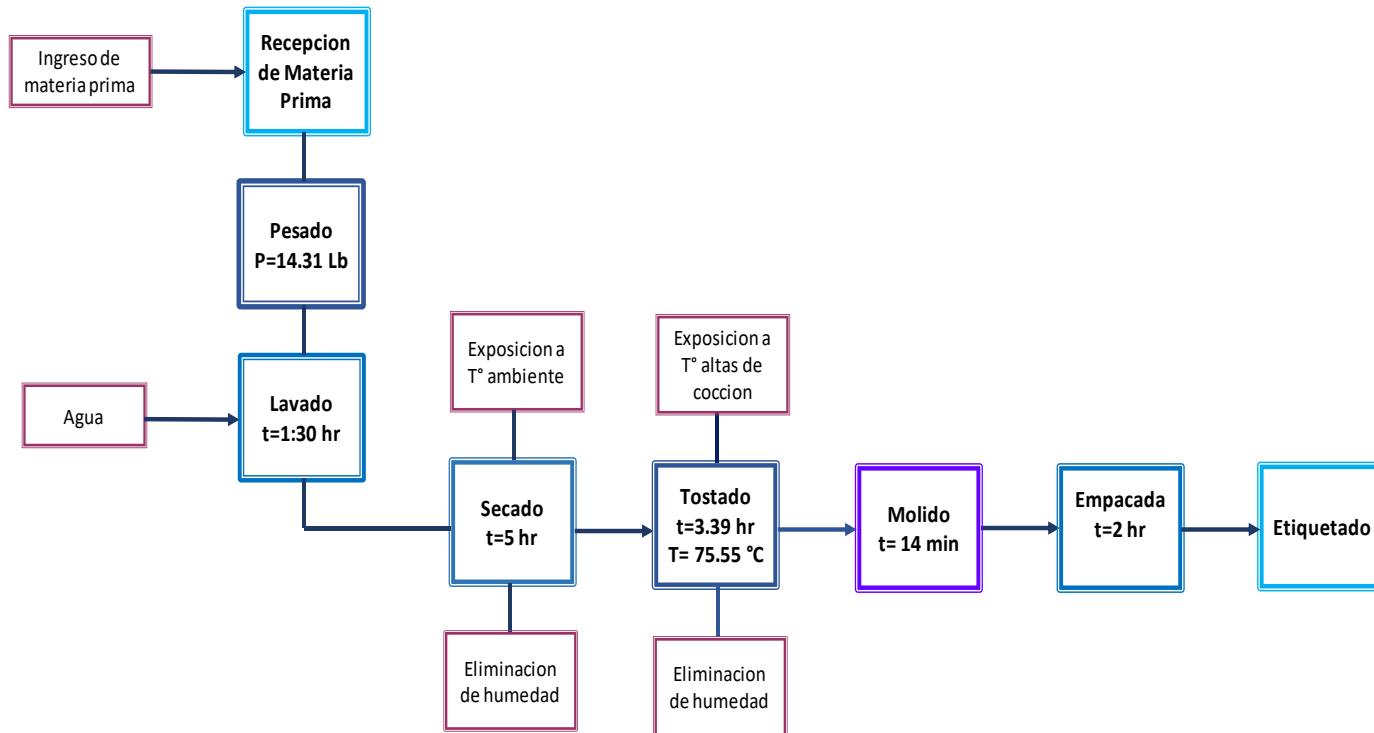 Ingreso de
materia prima
Recepcion
de Materia
Prima
Pesado
P=14.31 Lb
Agua
Lavado
t=1:30 hr
Exposicion a
T° ambiente
Exposicion a
T° altas de
coccion
Secado
t=5 hr
Tostado
t=3.39 hr
T= 75.55 °C
Molido
t= 14 min
Empacada
t=2 hr
Etiquetado
Eliminacion
de humedad
Eliminacion
de humedad